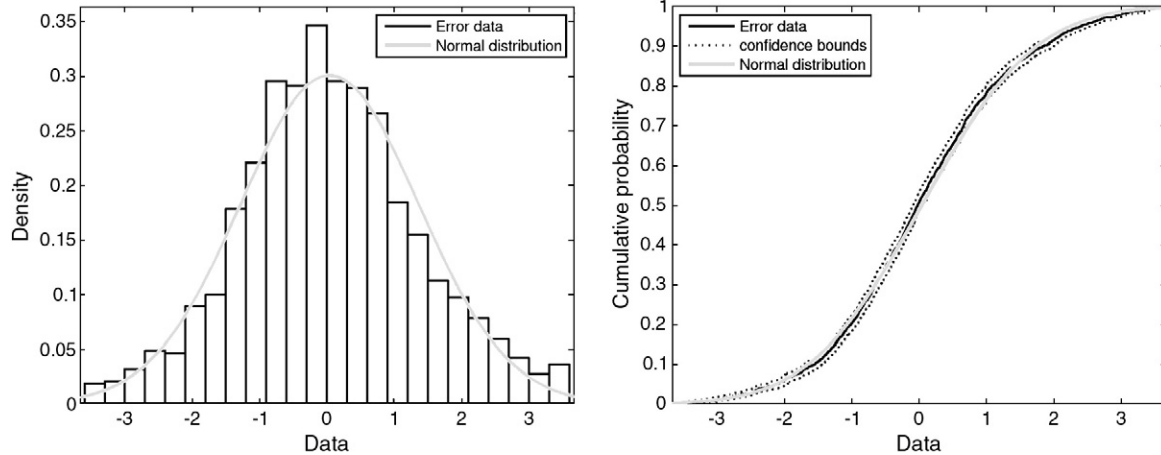 0.35
0.3
0.25
0.2
0.15
0.1
0.05
0
Density
Error data
Normal distribution
-3 -2 -1 0 1 2 3
Data
1
0.9
0.8
0.7
0.6
0.5
0.4
0.3
0.2
0.1
0
Cumulative probability
Error data
confidence bounds
Normal distribution
-3 -2 -1 0 1 2 3
Data